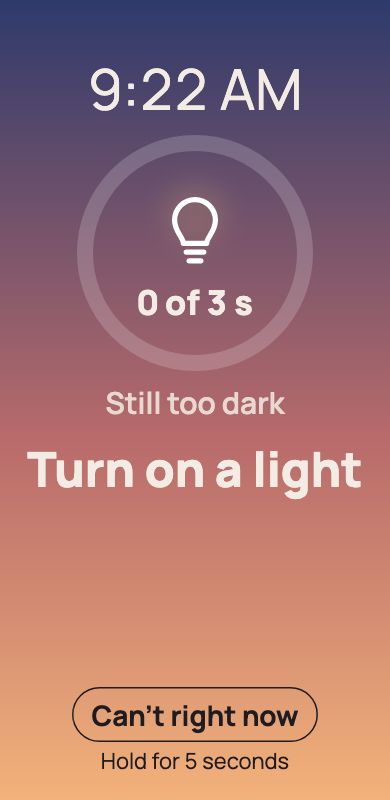 9:22 AM
0 of 3 s
Still too dark
Turn on a light
Can’t right now
Hold for 5 seconds